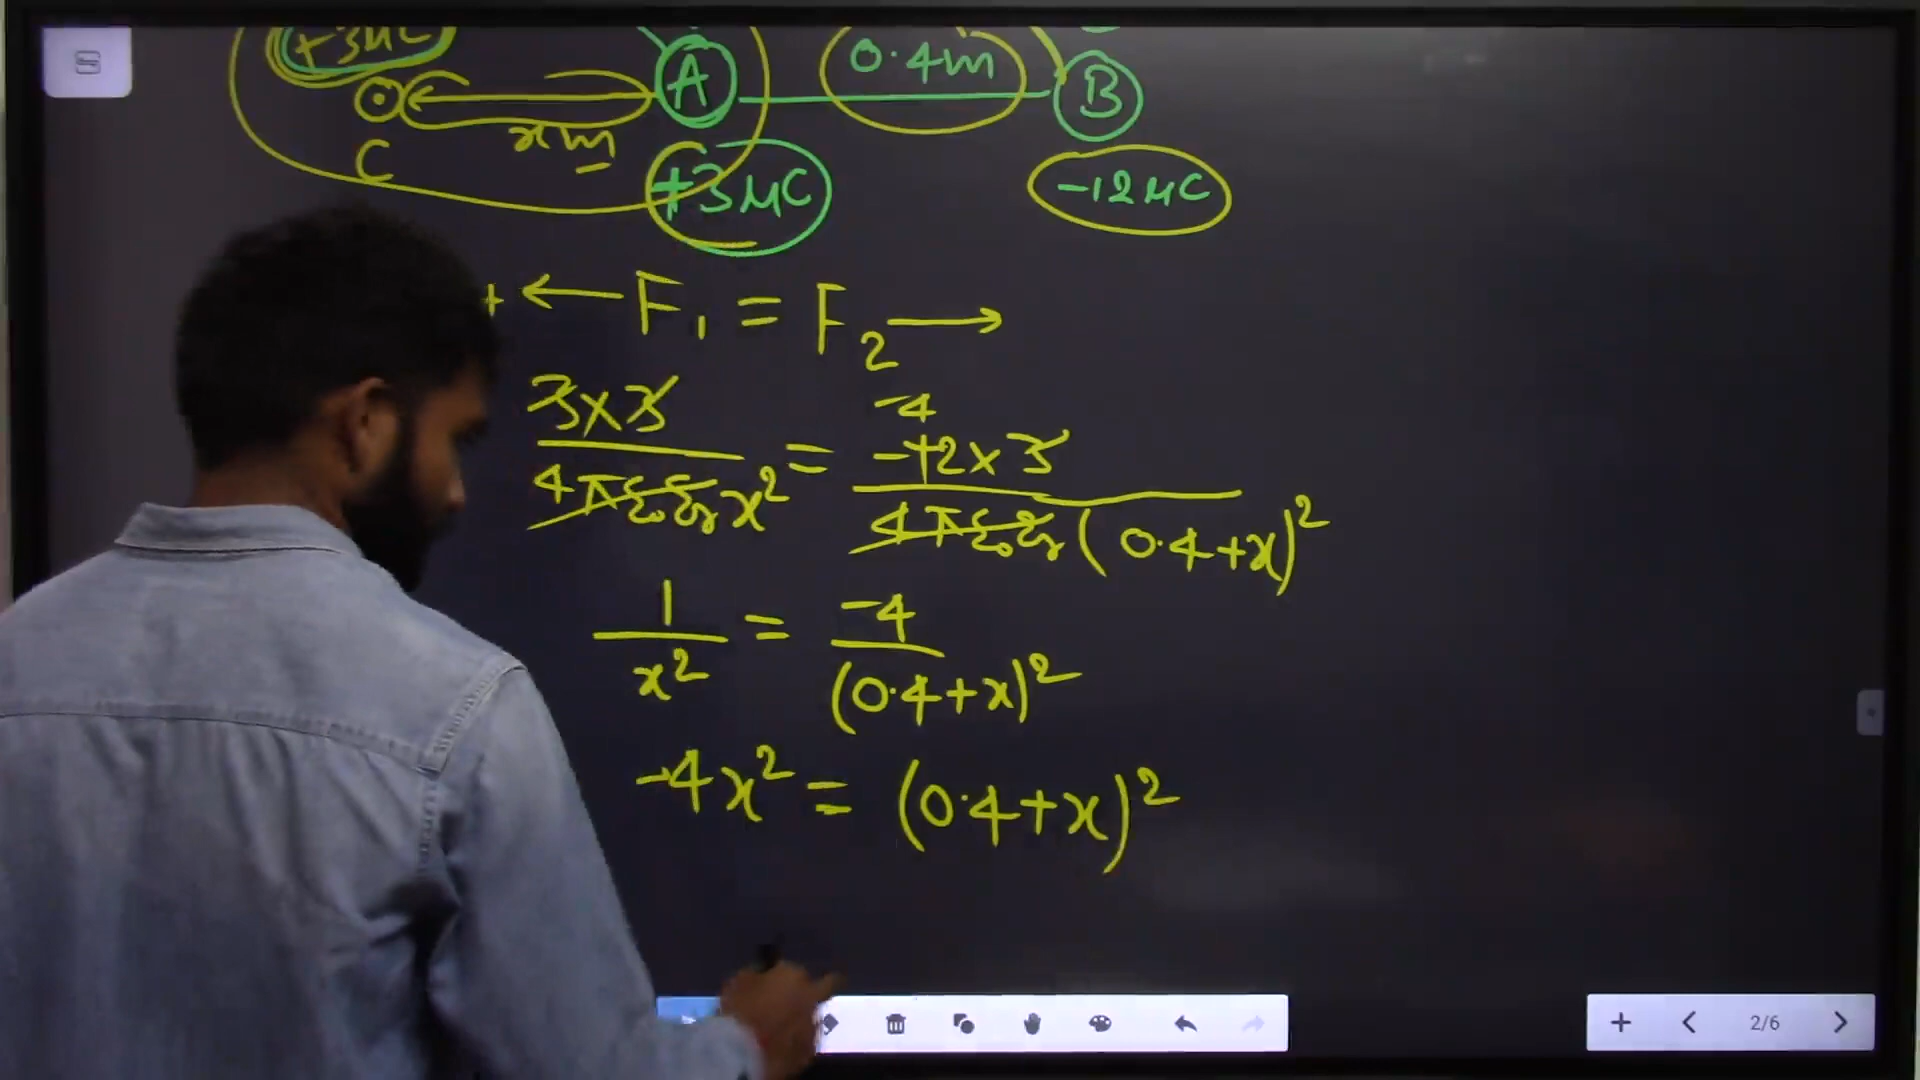 +3μC
A
0.4m
B
C
x m
+3μC
-12μC
+ ← F₁ = F₂ →
3×3 / 4πε₀εᵣx² = -4 -12×3 / 4πε₀εᵣ(0.4+x)²
1/x² = -4/(0.4+x)²
-4x² = (0.4+x)²
2/6